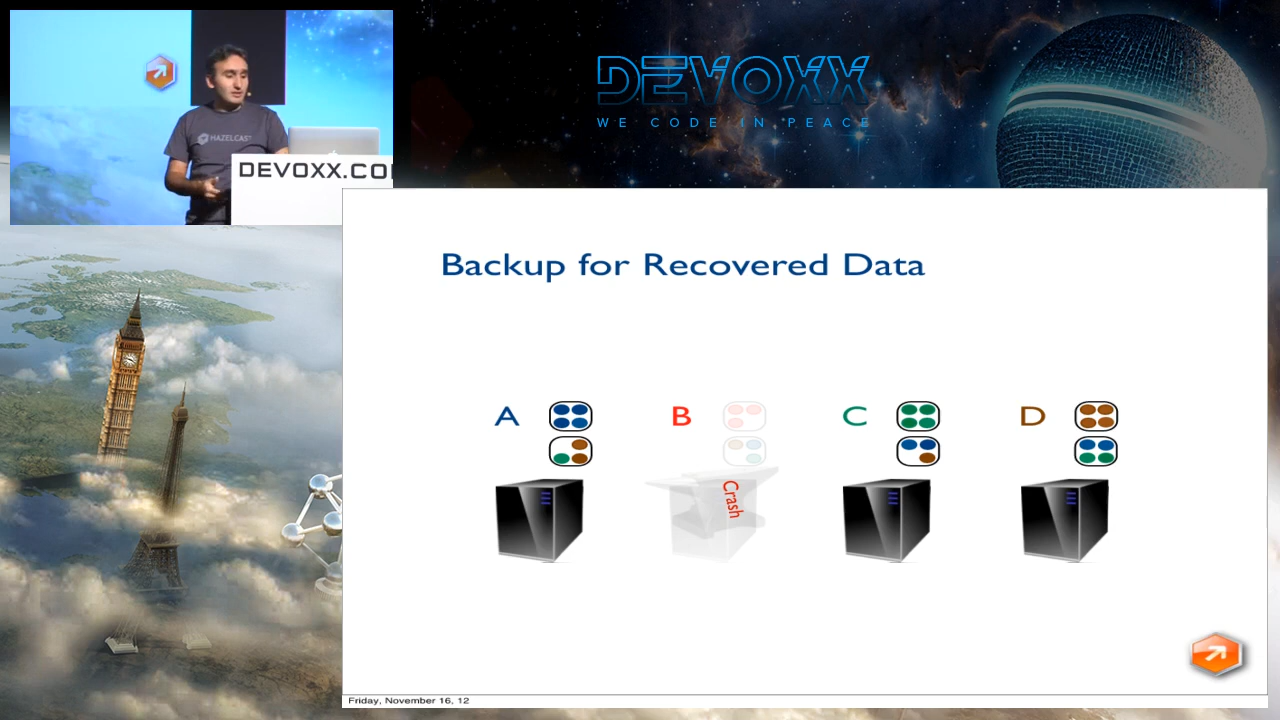 DEVOXX
WE CODE IN PEACE
HAZELCAST
DEVOXX.CO
Backup for Recovered Data
A
B
C
D
Crash
Friday, November 16, 12